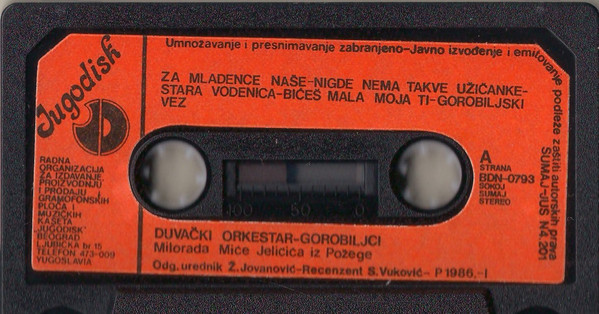 Jugodisk
Umnožavanje i presnimavanje zabranjeno-Javno izvođenje i emitovanje podleže zaštiti autorskih prava
SUMAJ-JUS N4 201
ZA MLADENCE NAŠE-NIGDE NEMA TAKVE UŽIČANKE-
STARA VODENICA-BIĆEŠ MALA MOJA TI-GOROBILJSKI
VEZ
RADNA
ORGANIZACIJA
ZA IZDAVANJE,
PROIZVODNJU
I PRODAJU
GRAMOFONSKIH
PLOČA I
MUZIČKIH
KASETA
"JUGODISK"
BEOGRAD
LJUBIČKA br 15
TELEFON 473-009
YUGOSLAVIA
A
STRANA
BDN-0793
SOKOJ
SUMAJ
STEREO
100 50 0
DUVAČKI ORKESTAR-GOROBILJCI
Milorada Miće Jelicića iz Požege
Odg.urednik Ž.Jovanović-Recenzent S.Vuković- P 1986.-I